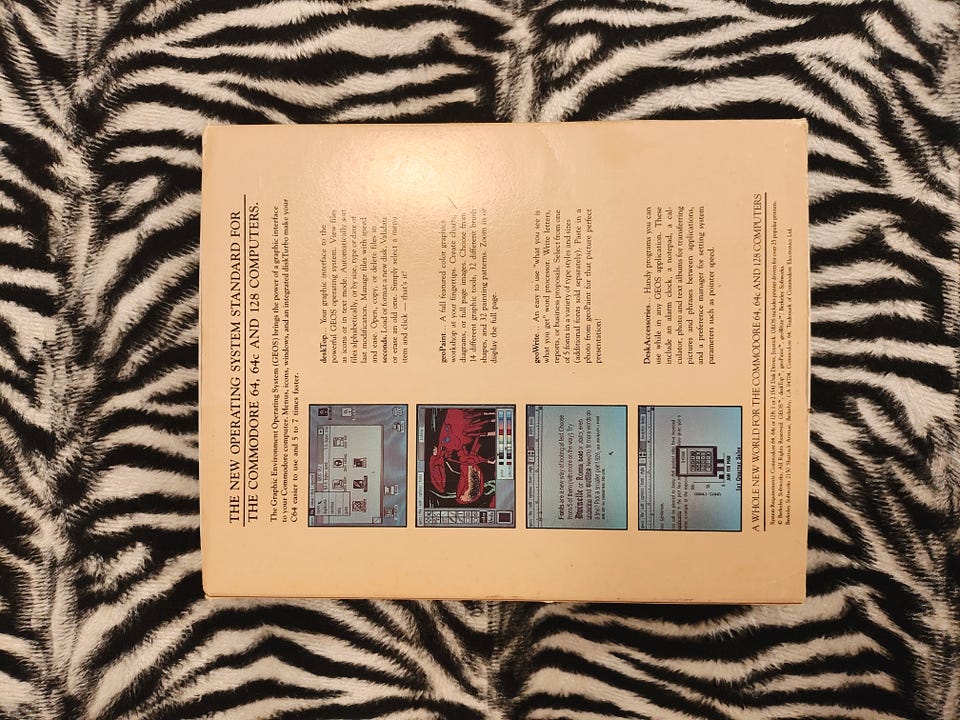 THE NEW OPERATING SYSTEM STANDARD FOR
THE COMMODORE 64, 64c AND 128 COMPUTERS.
The Graphic Environment Operating System (GEOS) brings the power of a graphic interface
to your Commodore computer. Menus, icons, windows, and an integrated diskTurbo make your
C64 easier to use and 5 to 7 times faster.
deskTop... Your graphic interface to the
powerful GEOS operating system. View files
as icons or in text mode. Automatically sort
files alphabetically, or by size, type or date of
last modification. Manage files with speed
and ease. Open, copy, or delete files in
seconds. Load or format a new disk. Validate
or erase an old one. Simply select a menu
item and click — that's it!
geoPaint... A full featured color graphics
workshop at your fingertips. Create charts,
diagrams, or full page images. Choose from
14 different graphic tools, 32 different brush
shapes, and 32 painting patterns. Zoom in or
display the full page.
geoWrite... An easy to use "what you see is
what you get" word processor. Write letters,
reports, or business proposals. Select from one
of 5 fonts in a variety of type styles and sizes
(additional fonts sold separately). Paste in a
photo from geoPaint for that picture perfect
presentation!
DeskAccessories... Handy programs you can
use while in any GEOS application. These
include an alarm clock, a notepad, a cal-
culator, photo and text albums for transferring
pictures and phrases between applications,
and a preference manager for setting system
parameters such as pointer speed.
A WHOLE NEW WORLD FOR THE COMMODORE 64, 64c AND 128 COMPUTERS